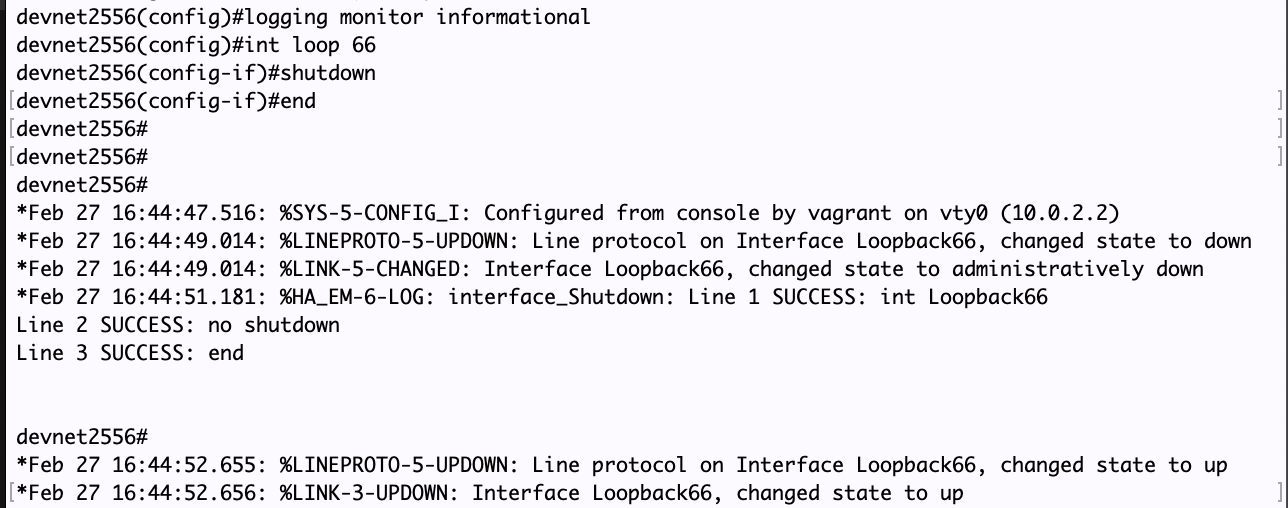 devnet2556(config)#logging monitor informational
devnet2556(config)#int loop 66
devnet2556(config-if)#shutdown
[devnet2556(config-if)#end ]
[devnet2556# ]
[devnet2556# ]
devnet2556#
*Feb 27 16:44:47.516: %SYS-5-CONFIG_I: Configured from console by vagrant on vty0 (10.0.2.2)
*Feb 27 16:44:49.014: %LINEPROTO-5-UPDOWN: Line protocol on Interface Loopback66, changed state to down
*Feb 27 16:44:49.014: %LINK-5-CHANGED: Interface Loopback66, changed state to administratively down
*Feb 27 16:44:51.181: %HA_EM-6-LOG: interface_Shutdown: Line 1 SUCCESS: int Loopback66
Line 2 SUCCESS: no shutdown
Line 3 SUCCESS: end
devnet2556#
*Feb 27 16:44:52.655: %LINEPROTO-5-UPDOWN: Line protocol on Interface Loopback66, changed state to up
[*Feb 27 16:44:52.656: %LINK-3-UPDOWN: Interface Loopback66, changed state to up ]